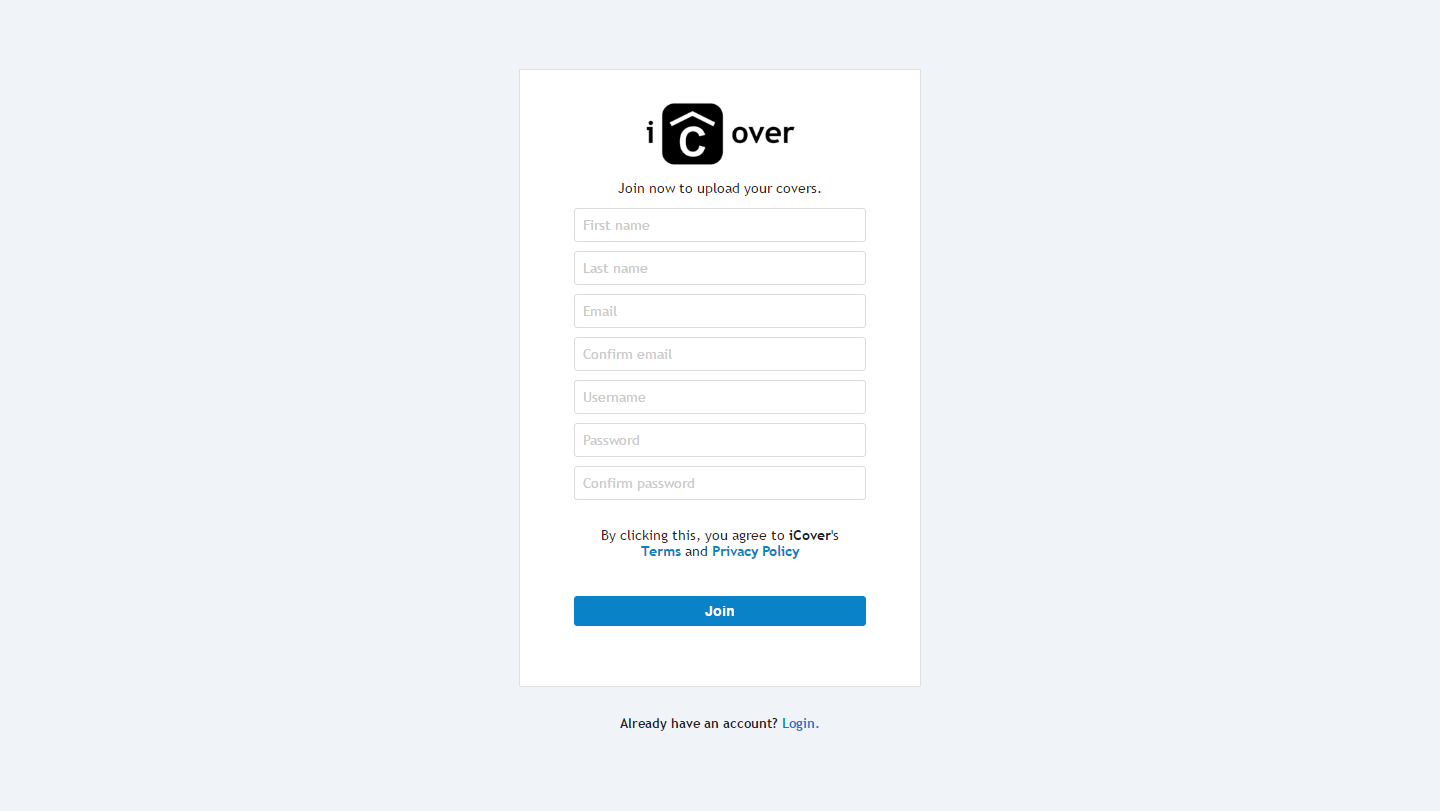 i C over
Join now to upload your covers.
First name
Last name
Email
Confirm email
Username
Password
Confirm password
By clicking this, you agree to iCover's
Terms and Privacy Policy
Join
Already have an account? Login.